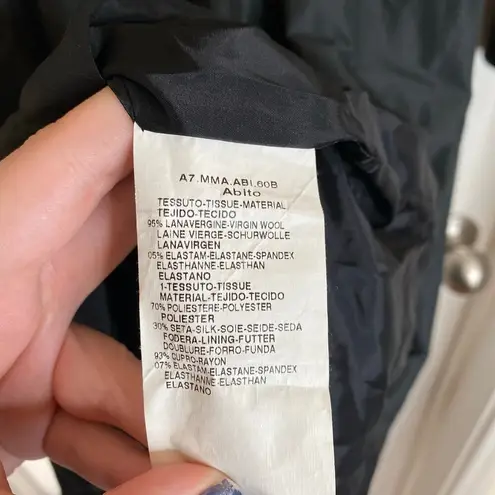 A7.MMA.ABI.60B
Abito
TESSUTO-TISSUE-MATERIAL
TEJIDO-TECIDO
95% LANAVERGINE-VIRGIN WOOL
LAINE VIERGE-SCHURWOLLE
LANAVIRGEN
05% ELASTAM-ELASTANE-SPANDEX
ELASTHANNE-ELASTHAN
ELASTANO
1-TESSUTO-TISSUE
MATERIAL-TEJIDO-TECIDO
70% POLIESTERE-POLYESTER
POLIESTER
30% SETA-SILK-SOIE-SEIDE-SEDA
FODERA-LINING-FUTTER
DOUBLURE-FORRO-FUNDA
93% CUPRO-RAYON
07% ELASTAM-ELASTANE-SPANDEX
ELASTHANNE-ELASTHAN
ELASTANO